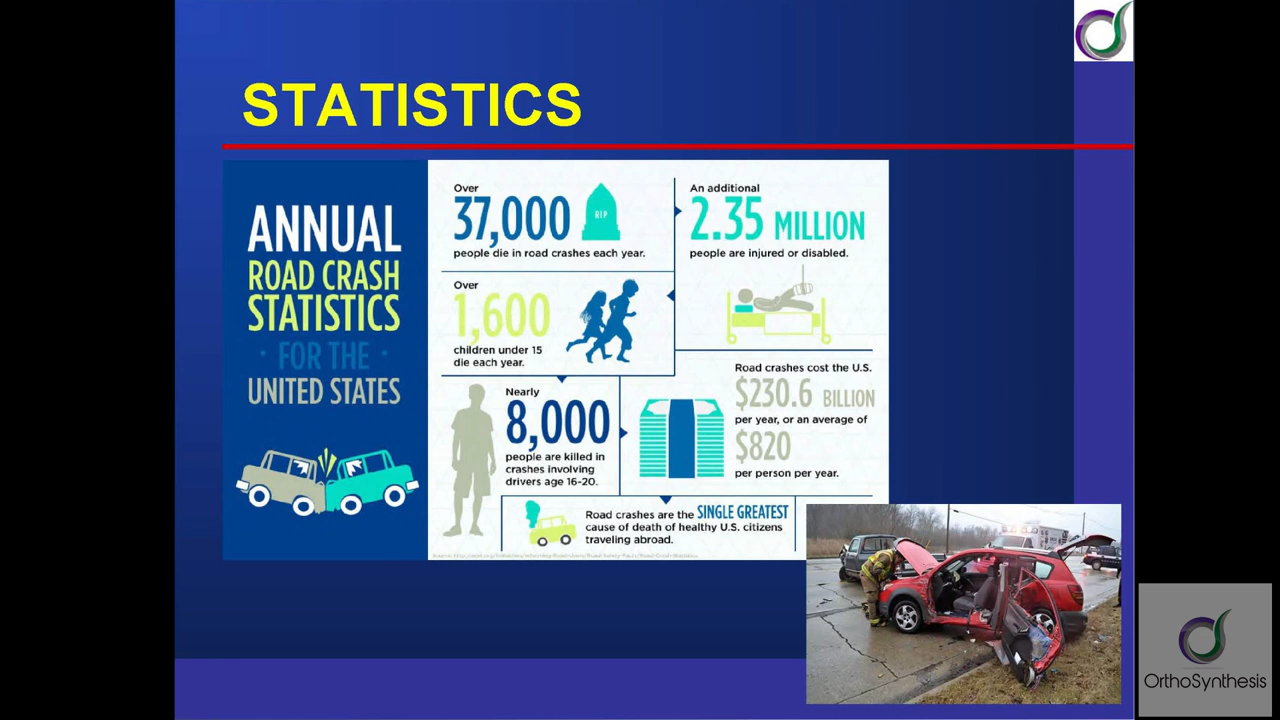 STATISTICS
ANNUAL
ROAD CRASH
STATISTICS
· FOR THE ·
UNITED STATES
Over
37,000
RIP
people die in road crashes each year.
An additional
2.35 MILLION
people are injured or disabled.
Over
1,600
children under 15
die each year.
Nearly
8,000
people are killed in
crashes involving
drivers age 16-20.
Road crashes cost the U.S.
$230.6 BILLION
per year, or an average of
$820
per person per year.
Road crashes are the SINGLE GREATEST
cause of death of healthy U.S. citizens
traveling abroad.
OrthoSynthesis